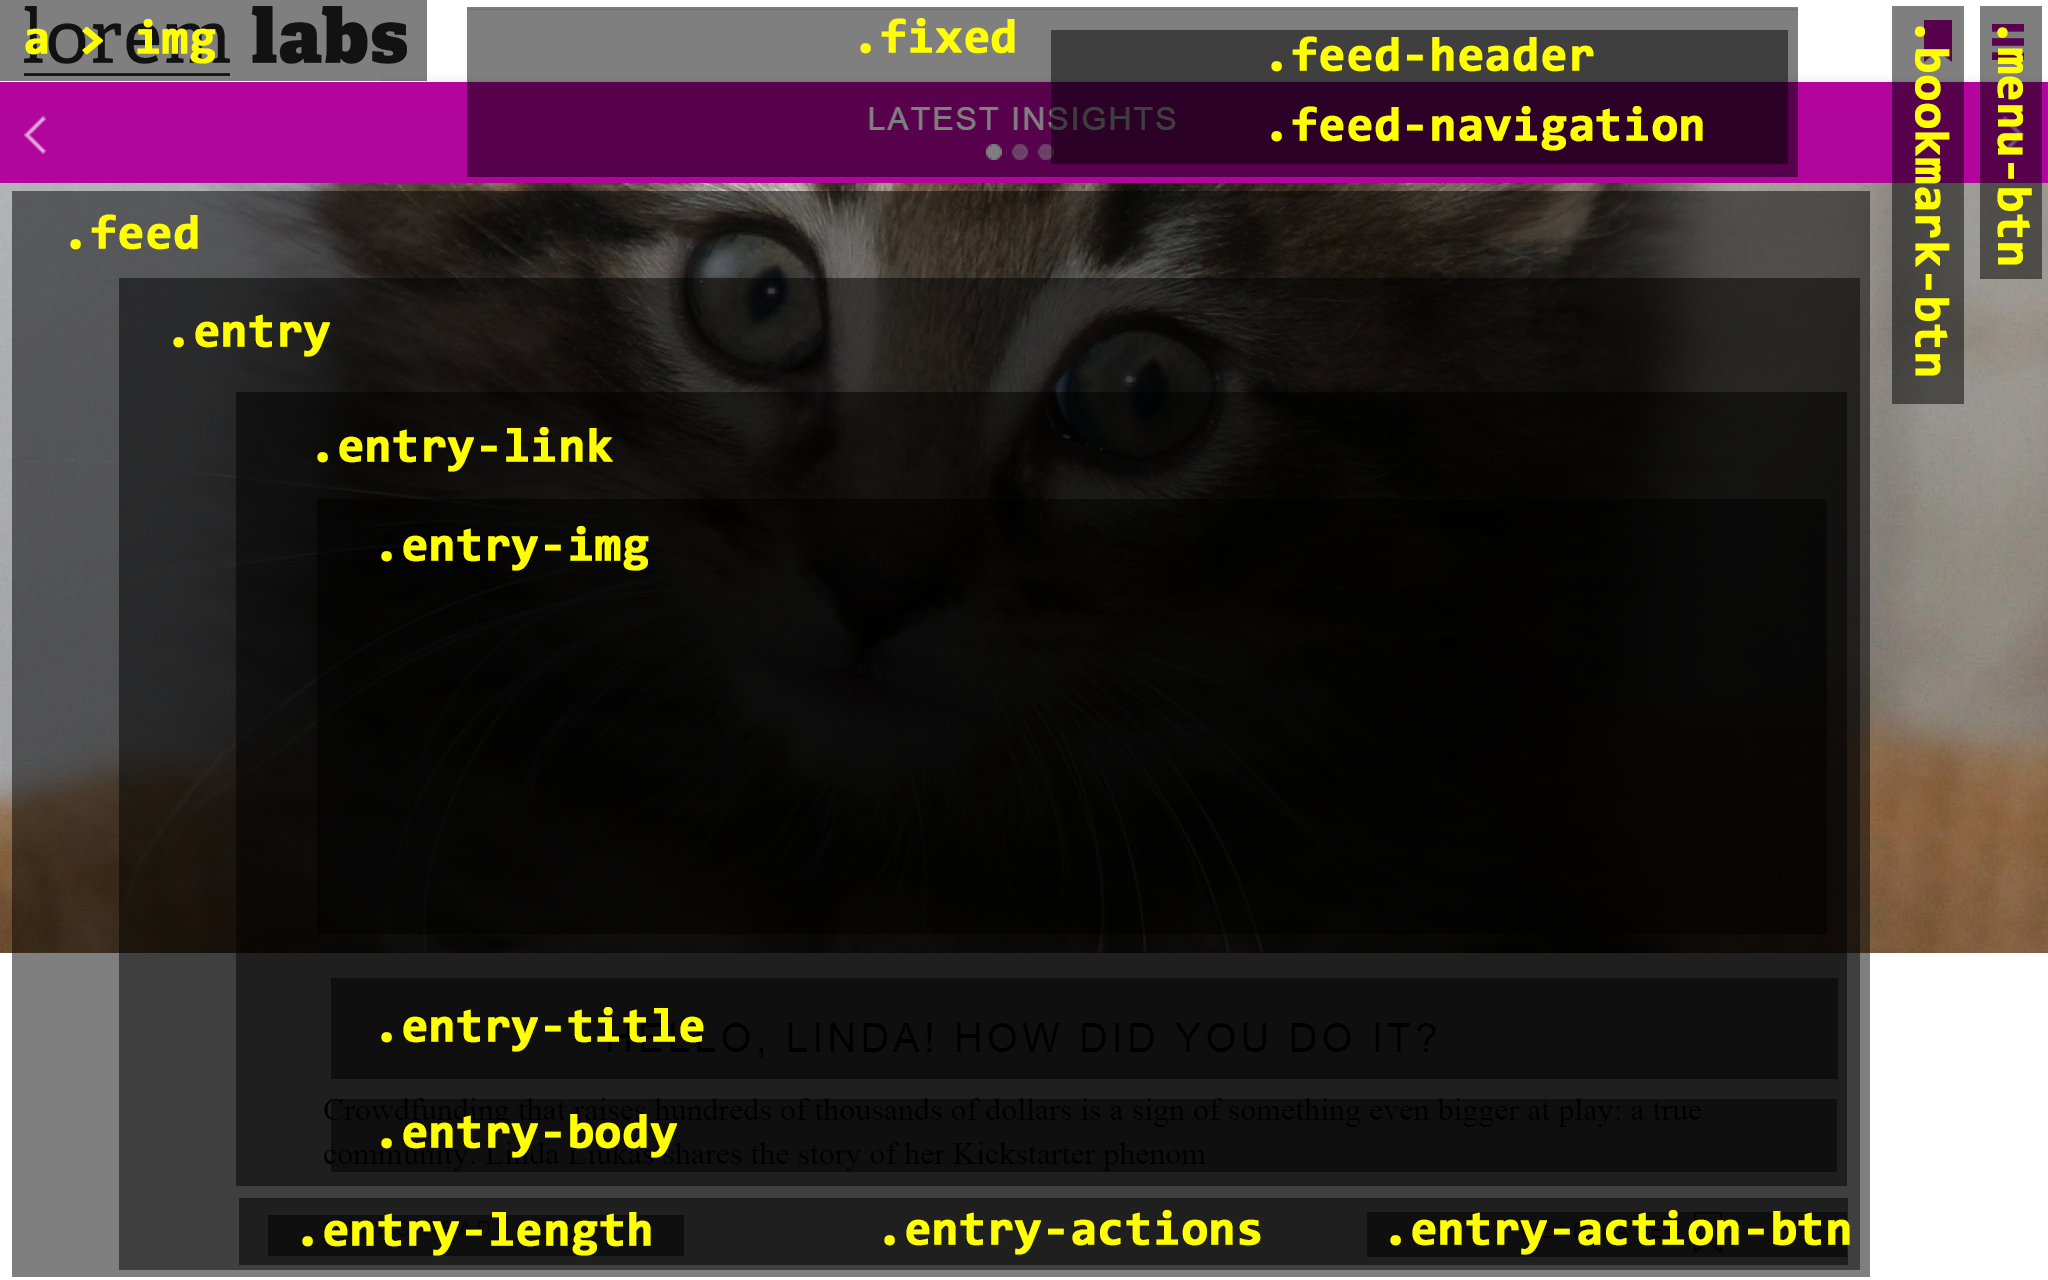 lorem labs
a > img
.fixed
.feed-header
LATEST INSIGHTS
.feed-navigation
.bookmark-btn
.menu-btn
.feed
.entry
.entry-link
.entry-img
.entry-title
HELLO, LINDA! HOW DID YOU DO IT?
Crowdfunding that raises hundreds of thousands of dollars is a sign of something even bigger at play: a true
.entry-body
community. Linda Liukas shares the story of her Kickstarter phenom
.entry-length
.entry-actions
.entry-action-btn